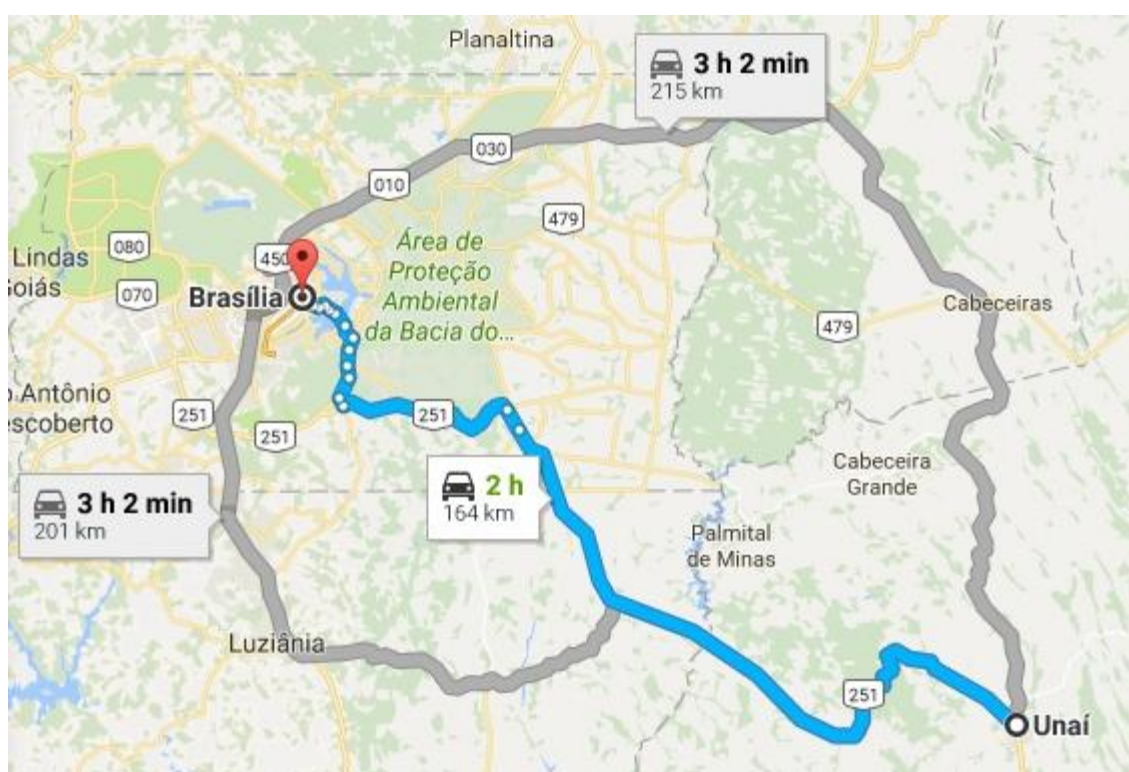 Planaltina
3 h 2 min
215 km
030
010
479
Área de
Proteção
Ambiental
da Bacia do...
080
Lindas
Goiás
450
070
Brasília
Cabeceiras
479
Antônio
251
251
251
Cabeceira
Grande
2 h
164 km
3 h 2 min
201 km
Palmital
de Minas
Luziânia
251
Unaí